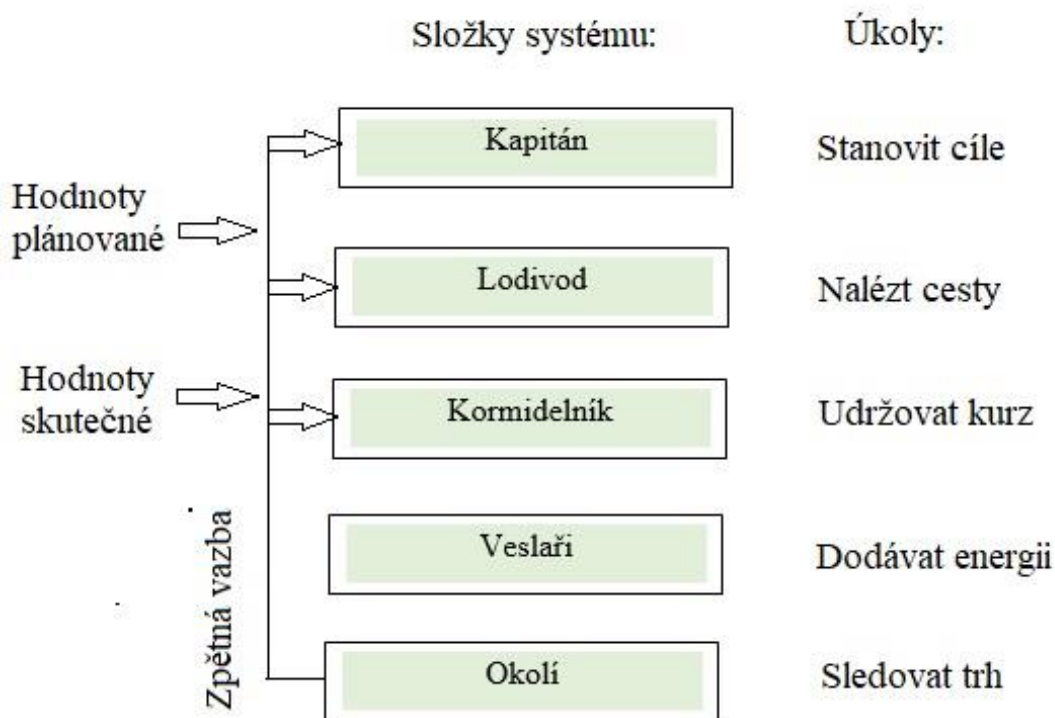 Složky systému:
Úkoly:
Kapitán
Stanovit cíle
Hodnoty
plánované
Lodivod
Nalézt cesty
Hodnoty
skutečné
Kormidelník
Udržovat kurz
Zpětná vazba
Veslaři
Dodávat energii
Okolí
Sledovat trh